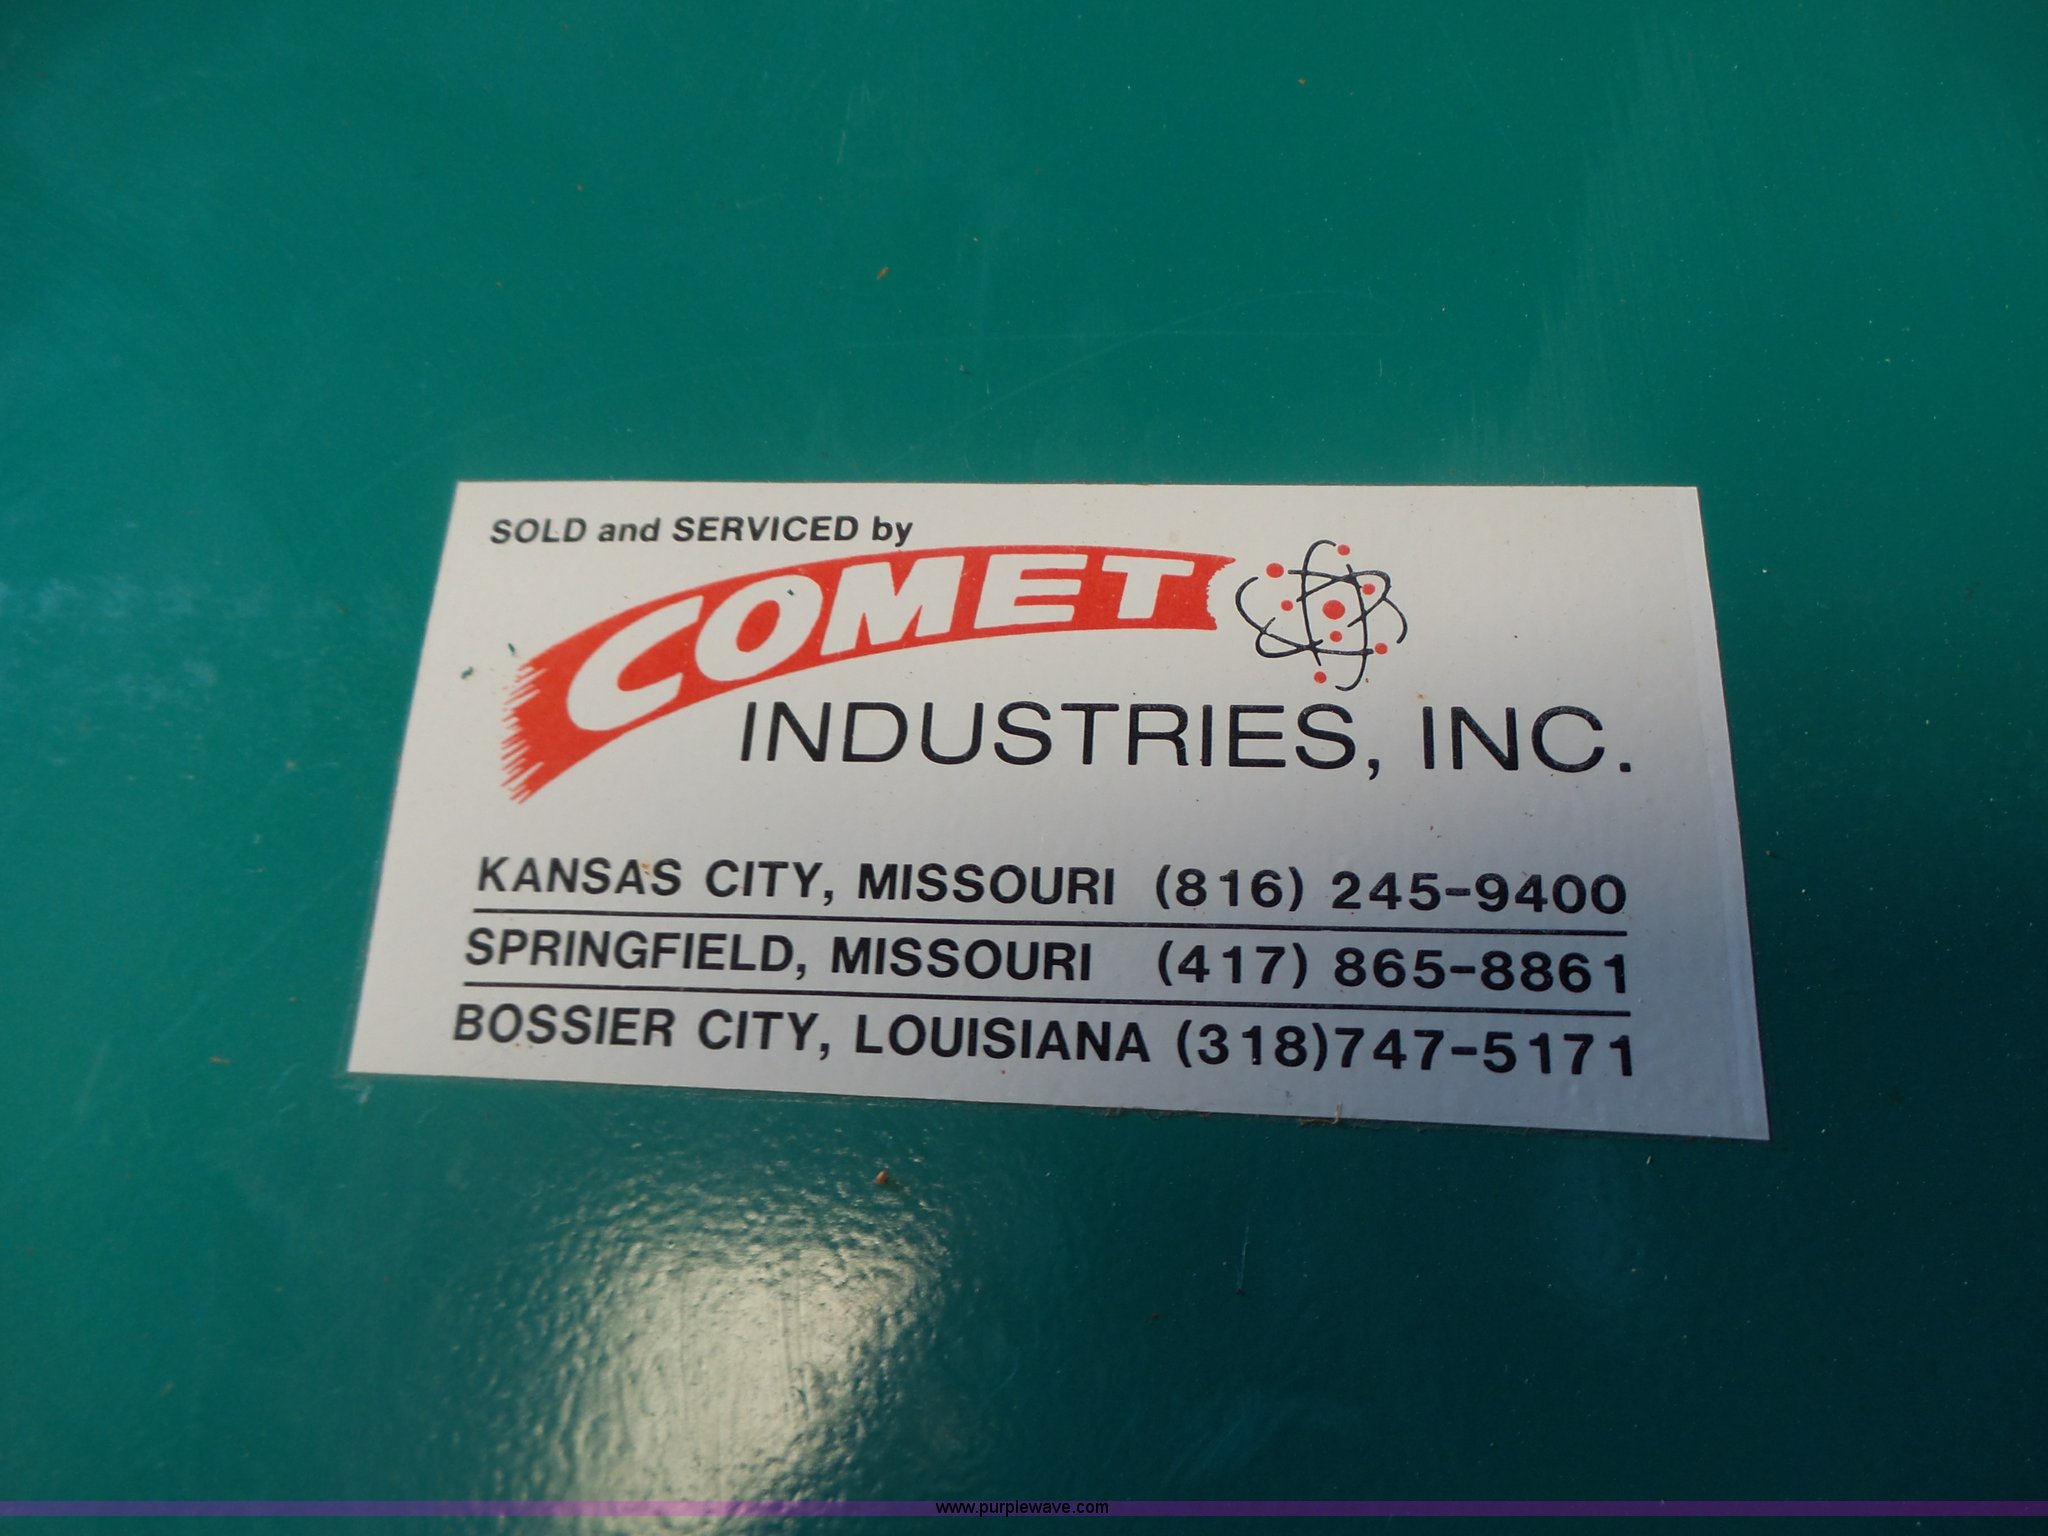 SOLD and SERVICED by
COMET
INDUSTRIES, INC.
KANSAS CITY, MISSOURI (816) 245-9400
SPRINGFIELD, MISSOURI (417) 865-8861
BOSSIER CITY, LOUISIANA (318)747-5171
www.purplewave.com